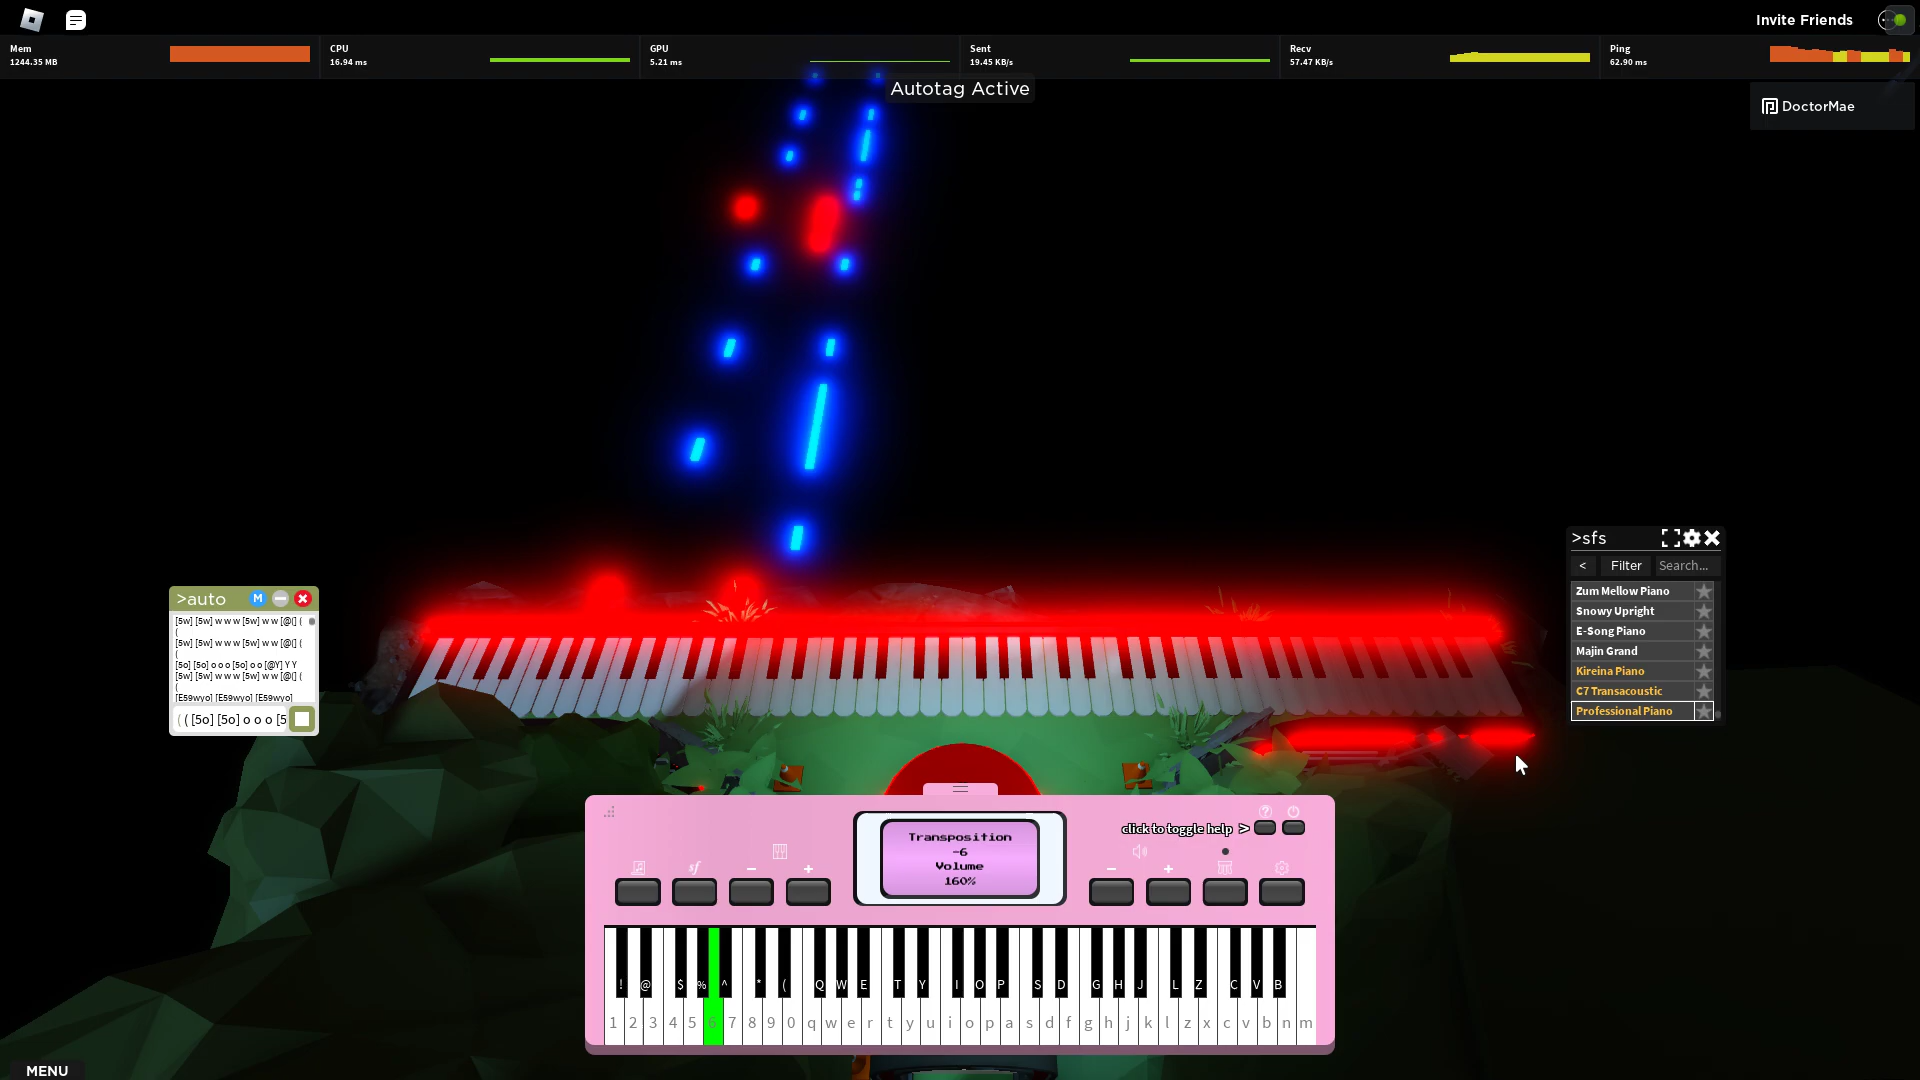 Invite Friends
Mem
1244.35 MB
CPU
16.94 ms
GPU
5.21 ms
Sent
19.45 KB/s
Recv
57.47 KB/s
Ping
62.90 ms
Autotag Active
DoctorMae
>sfs
< Filter Search...
Zum Mellow Piano
Snowy Upright
E-Song Piano
Majin Grand
Kireina Piano
C7 Transacoustic
Professional Piano
>auto M
[5w] [5w] w w w [5w] w w [@(] (
(
[5w] [5w] w w w [5w] w w [@(] (
(
[5o] [5o] o o o [5o] o o [@Y] Y Y
[5w] [5w] w w w [5w] w w [@(] (
(
[E59wyo] [E59wyo] [E59wyo]
( ( [5o] [5o] o o o [5
click to toggle help >
?
sf
− +
− +
Transposition
-6
Volume
160%
! @ $ % ^ * ( Q W E T Y I O P S D G H J L Z C V B
1 2 3 4 5 6 7 8 9 0 q w e r t y u i o p a s d f g h j k l z x c v b n m
MENU